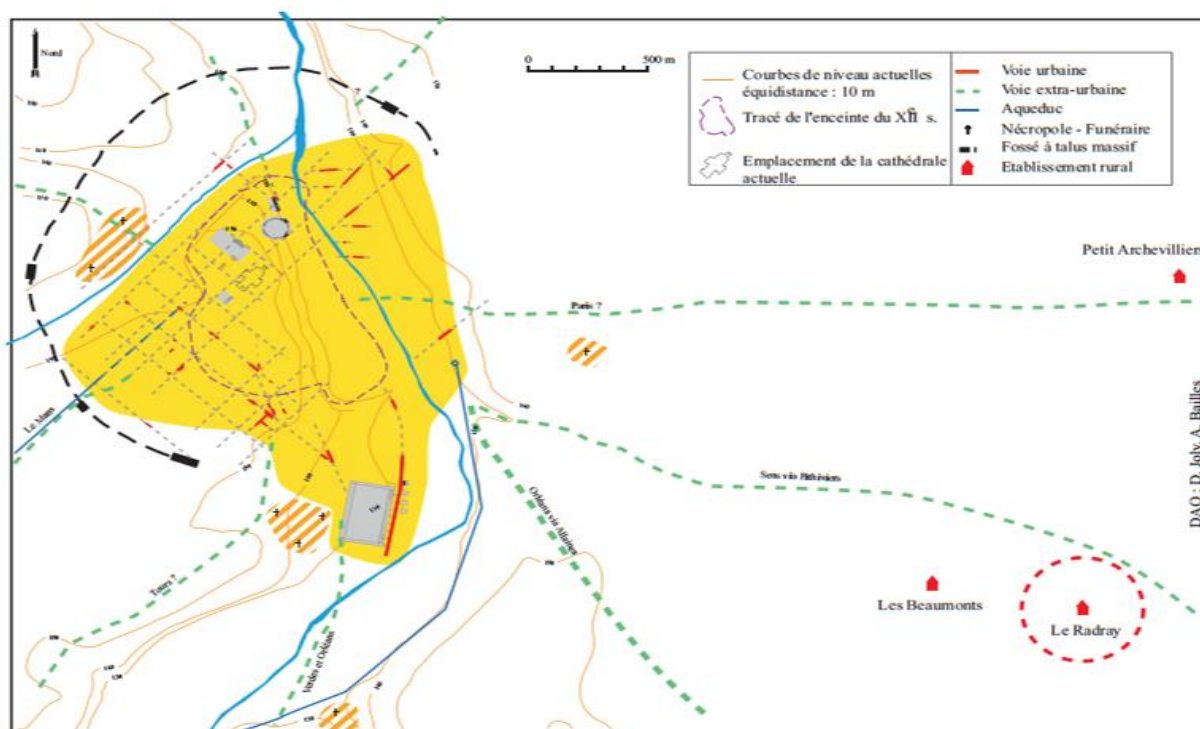 Nord
0 500 m
Courbes de niveau actuelles
équidistance : 10 m
Tracé de l'enceinte du XIIe s.
Emplacement de la cathédrale
actuelle
Voie urbaine
Voie extra-urbaine
Aqueduc
Nécropole - Funéraire
Fossé à talus massif
Etablissement rural
Petit Archevilliers
Paris ?
Le Mans
Sens via Pithiviers
Orléans via Allaines
Tours ?
Verdes et Orléans
Les Beaumonts
Le Radray
DAO : D. Joly, A. Bailles